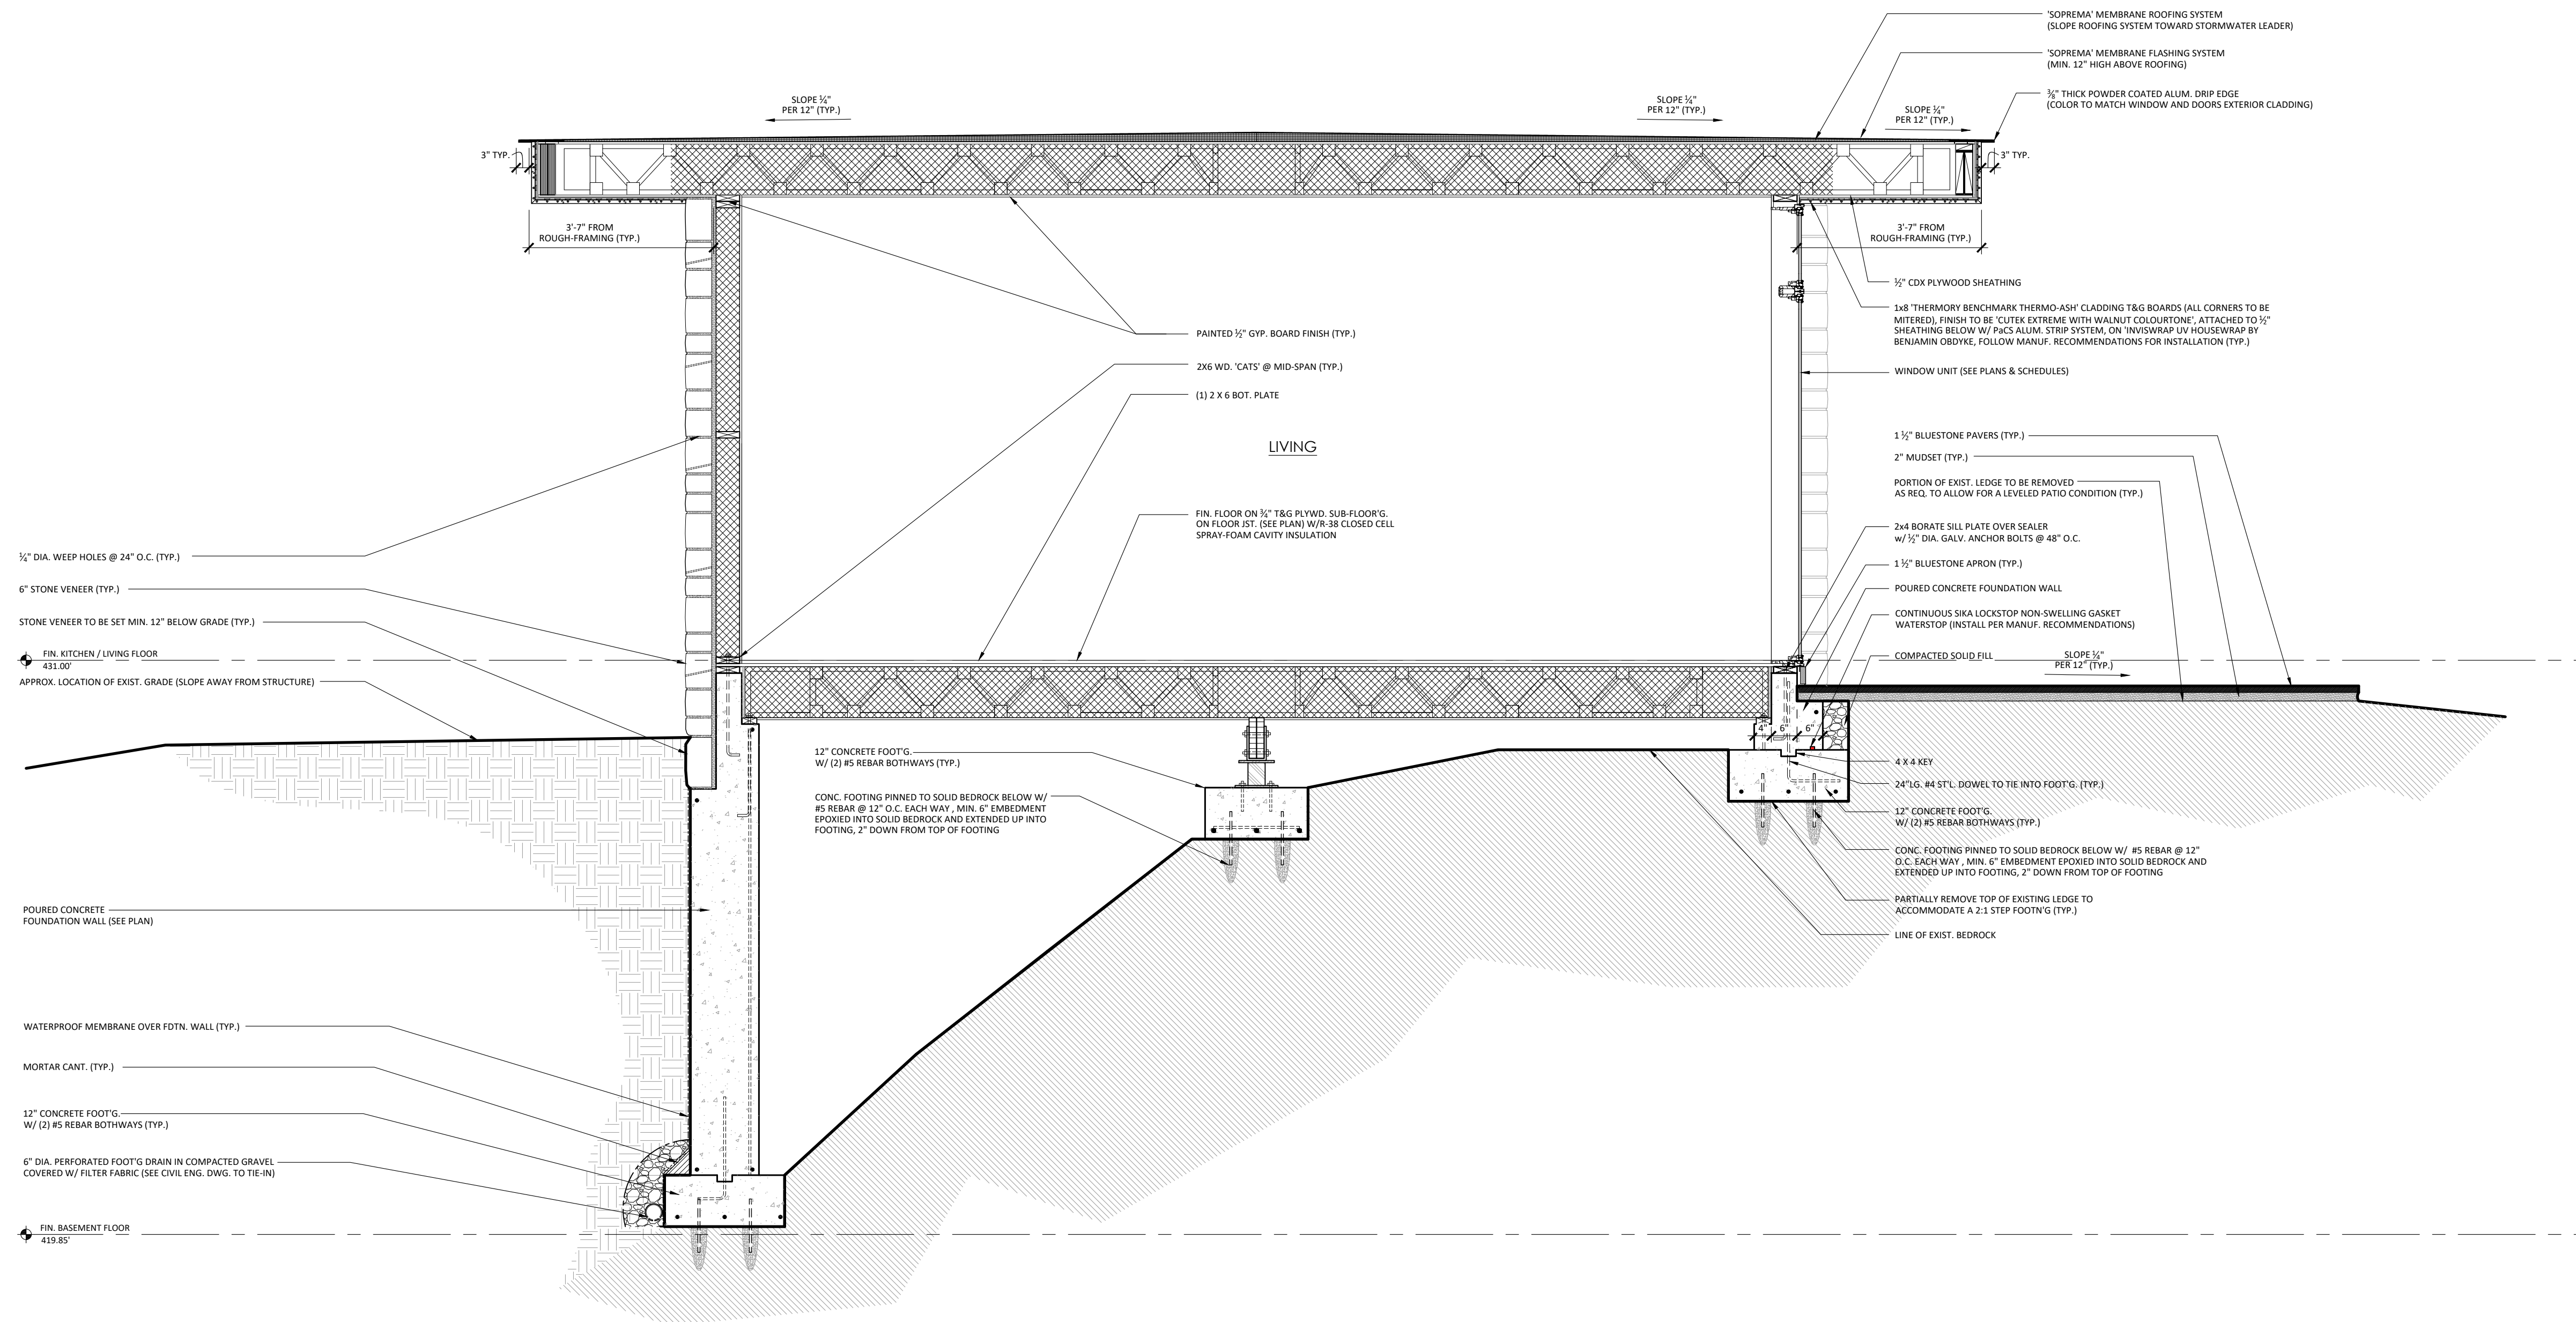 'SOPREMA' MEMBRANE ROOFING SYSTEM
(SLOPE ROOFING SYSTEM TOWARD STORMWATER LEADER)
'SOPREMA' MEMBRANE FLASHING SYSTEM
(MIN. 12" HIGH ABOVE ROOFING)
⅜" THICK POWDER COATED ALUM. DRIP EDGE
(COLOR TO MATCH WINDOW AND DOORS EXTERIOR CLADDING)
SLOPE ¼"
PER 12" (TYP.)
SLOPE ¼"
PER 12" (TYP.)
SLOPE ¼"
PER 12" (TYP.)
3" TYP.
3" TYP.
3'-7" FROM
ROUGH-FRAMING (TYP.)
3'-7" FROM
ROUGH-FRAMING (TYP.)
½" CDX PLYWOOD SHEATHING
1x8 'THERMORY BENCHMARK THERMO-ASH' CLADDING T&G BOARDS (ALL CORNERS TO BE
MITERED), FINISH TO BE 'CUTEK EXTREME WITH WALNUT COLOURTONE', ATTACHED TO ½"
SHEATHING BELOW W/ PaCS ALUM. STRIP SYSTEM, ON 'INVISWRAP UV HOUSEWRAP BY
BENJAMIN OBDYKE, FOLLOW MANUF. RECOMMENDATIONS FOR INSTALLATION (TYP.)
PAINTED ½" GYP. BOARD FINISH (TYP.)
2X6 WD. 'CATS' @ MID-SPAN (TYP.)
(1) 2 X 6 BOT. PLATE
LIVING
FIN. FLOOR ON ¾" T&G PLYWD. SUB-FLOOR'G.
ON FLOOR JST. (SEE PLAN) W/R-38 CLOSED CELL
SPRAY-FOAM CAVITY INSULATION
WINDOW UNIT (SEE PLANS & SCHEDULES)
1 ½" BLUESTONE PAVERS (TYP.)
2" MUDSET (TYP.)
PORTION OF EXIST. LEDGE TO BE REMOVED
AS REQ. TO ALLOW FOR A LEVELED PATIO CONDITION (TYP.)
2x4 BORATE SILL PLATE OVER SEALER
w/ ½" DIA. GALV. ANCHOR BOLTS @ 48" O.C.
1 ½" BLUESTONE APRON (TYP.)
POURED CONCRETE FOUNDATION WALL
CONTINUOUS SIKA LOCKSTOP NON-SWELLING GASKET
WATERSTOP (INSTALL PER MANUF. RECOMMENDATIONS)
COMPACTED SOLID FILL
SLOPE ¼"
PER 12" (TYP.)
¼" DIA. WEEP HOLES @ 24" O.C. (TYP.)
6" STONE VENEER (TYP.)
STONE VENEER TO BE SET MIN. 12" BELOW GRADE (TYP.)
FIN. KITCHEN / LIVING FLOOR
431.00'
APPROX. LOCATION OF EXIST. GRADE (SLOPE AWAY FROM STRUCTURE)
4"
6"
6"
12" CONCRETE FOOT'G.
W/ (2) #5 REBAR BOTHWAYS (TYP.)
CONC. FOOTING PINNED TO SOLID BEDROCK BELOW W/
#5 REBAR @ 12" O.C. EACH WAY , MIN. 6" EMBEDMENT
EPOXIED INTO SOLID BEDROCK AND EXTENDED UP INTO
FOOTING, 2" DOWN FROM TOP OF FOOTING
4 X 4 KEY
24"LG. #4 ST'L. DOWEL TO TIE INTO FOOT'G. (TYP.)
12" CONCRETE FOOT'G.
W/ (2) #5 REBAR BOTHWAYS (TYP.)
CONC. FOOTING PINNED TO SOLID BEDROCK BELOW W/ #5 REBAR @ 12"
O.C. EACH WAY , MIN. 6" EMBEDMENT EPOXIED INTO SOLID BEDROCK AND
EXTENDED UP INTO FOOTING, 2" DOWN FROM TOP OF FOOTING
PARTIALLY REMOVE TOP OF EXISTING LEDGE TO
ACCOMMODATE A 2:1 STEP FOOTN'G (TYP.)
LINE OF EXIST. BEDROCK
POURED CONCRETE
FOUNDATION WALL (SEE PLAN)
WATERPROOF MEMBRANE OVER FDTN. WALL (TYP.)
MORTAR CANT. (TYP.)
12" CONCRETE FOOT'G.
W/ (2) #5 REBAR BOTHWAYS (TYP.)
6" DIA. PERFORATED FOOT'G DRAIN IN COMPACTED GRAVEL
COVERED W/ FILTER FABRIC (SEE CIVIL ENG. DWG. TO TIE-IN)
FIN. BASEMENT FLOOR
419.85'